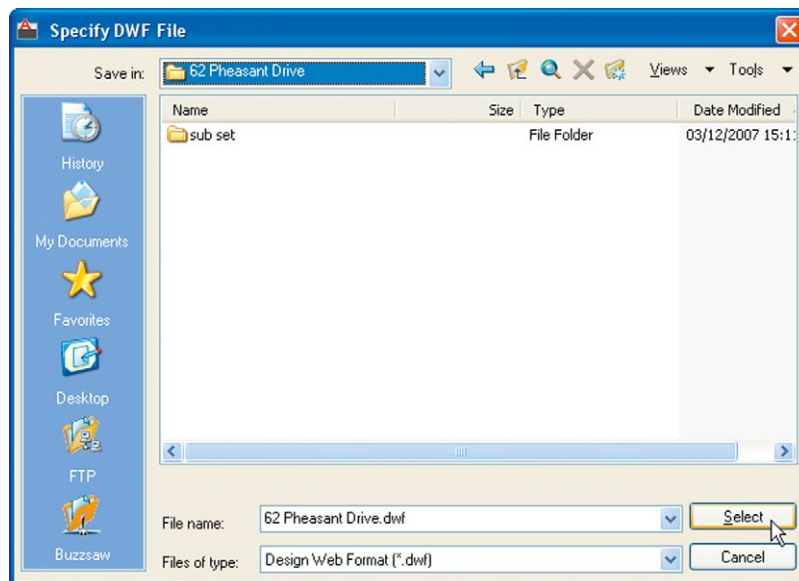 Specify DWF File
Save in: 62 Pheasant Drive Views Tools
Name Size Type Date Modified
sub set File Folder 03/12/2007 15:1
History
My Documents
Favorites
Desktop
FTP
Buzzsaw
File name: 62 Pheasant Drive.dwf Select
Files of type: Design Web Format (*.dwf) Cancel